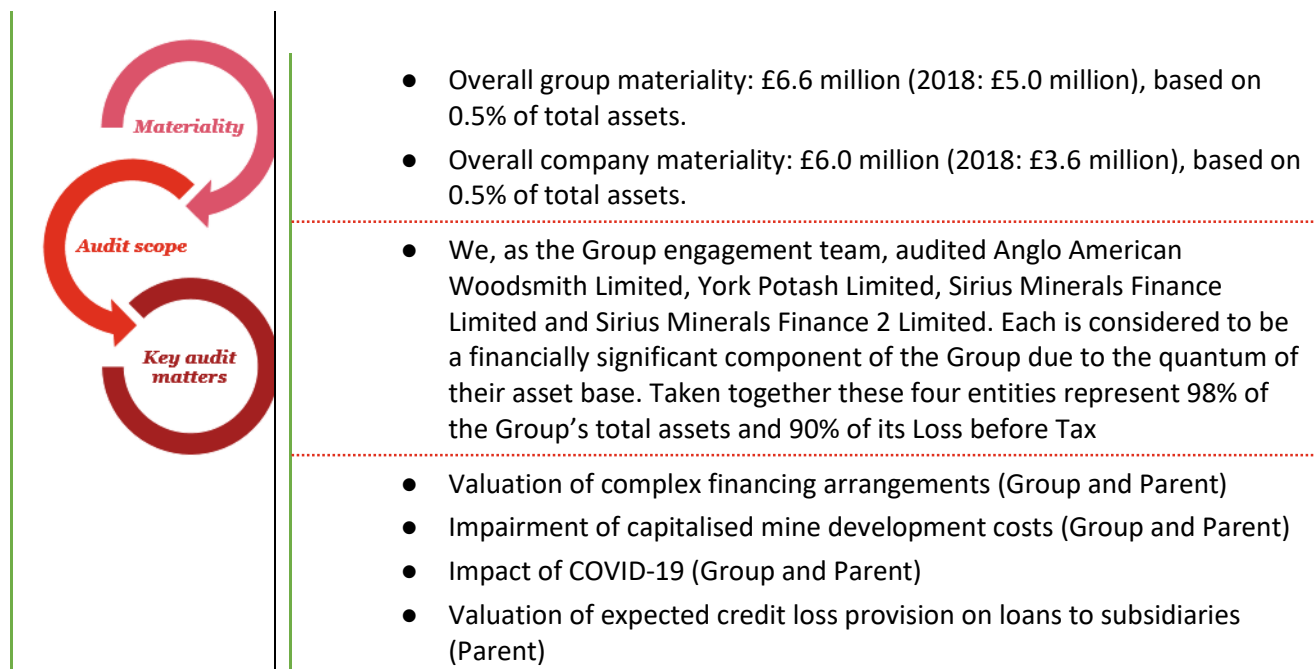 Materiality
● Overall group materiality: £6.6 million (2018: £5.0 million), based on
0.5% of total assets.
● Overall company materiality: £6.0 million (2018: £3.6 million), based on
0.5% of total assets.
Audit scope
● We, as the Group engagement team, audited Anglo American
Woodsmith Limited, York Potash Limited, Sirius Minerals Finance
Limited and Sirius Minerals Finance 2 Limited. Each is considered to be
a financially significant component of the Group due to the quantum of
their asset base. Taken together these four entities represent 98% of
the Group’s total assets and 90% of its Loss before Tax
Key audit
matters
● Valuation of complex financing arrangements (Group and Parent)
● Impairment of capitalised mine development costs (Group and Parent)
● Impact of COVID-19 (Group and Parent)
● Valuation of expected credit loss provision on loans to subsidiaries
(Parent)